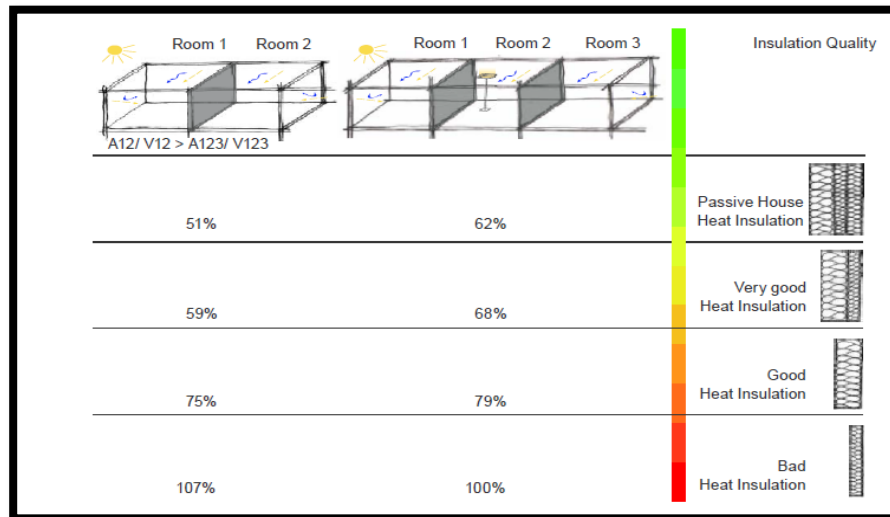 Room 1 Room 2 Room 1 Room 2 Room 3 Insulation Quality
A12/ V12 > A123/ V123
51% 62% Passive House
Heat Insulation
59% 68% Very good
Heat Insulation
75% 79% Good
Heat Insulation
107% 100% Bad
Heat Insulation